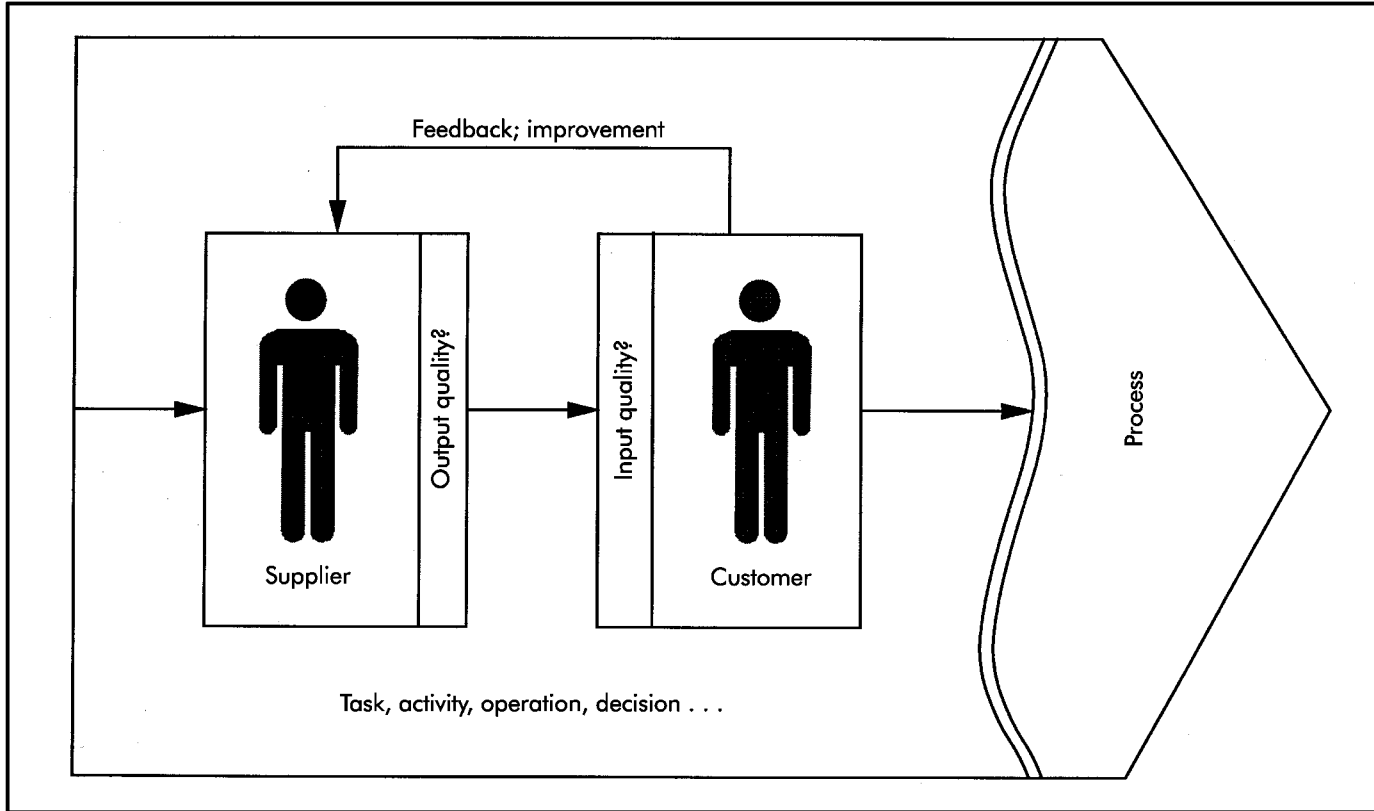 Feedback; improvement
Output quality?
Input quality?
Supplier
Customer
Process
Task, activity, operation, decision . . .